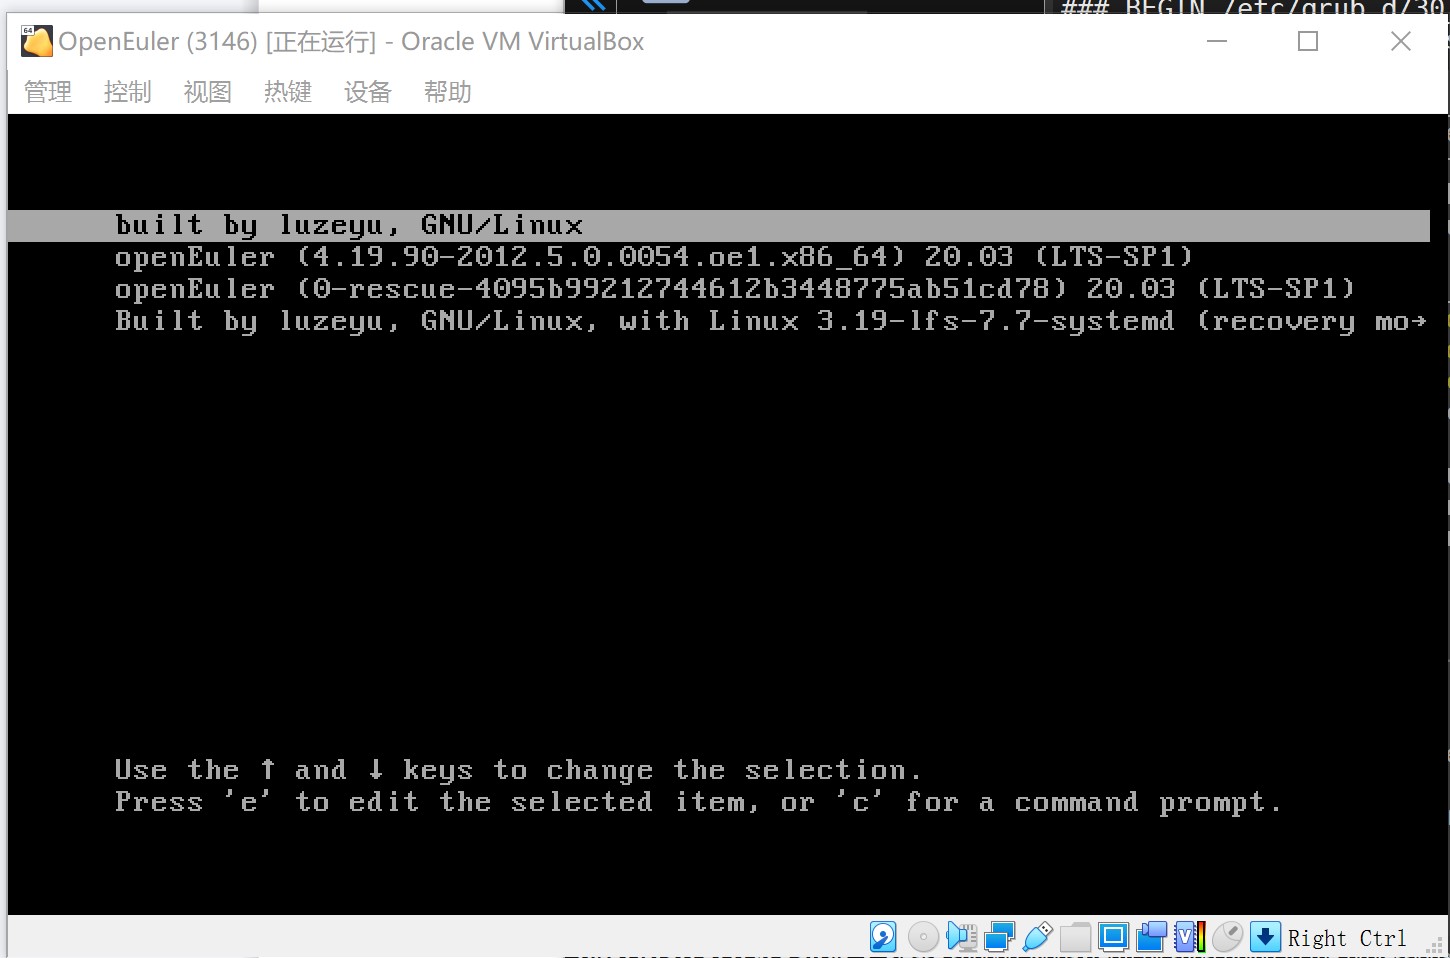 ### BEGIN /etc/grub.d/30
64
OpenEuler (3146) [正在运行] - Oracle VM VirtualBox
管理 控制 视图 热键 设备 帮助
built by luzeyu, GNU/Linux
openEuler (4.19.90-2012.5.0.0054.oe1.x86_64) 20.03 (LTS-SP1)
openEuler (0-rescue-4095b99212744612b3448775ab51cd78) 20.03 (LTS-SP1)
Built by luzeyu, GNU/Linux, with Linux 3.19-lfs-7.7-systemd (recovery mo→
Use the ↑ and ↓ keys to change the selection.
Press 'e' to edit the selected item, or 'c' for a command prompt.
Right Ctrl